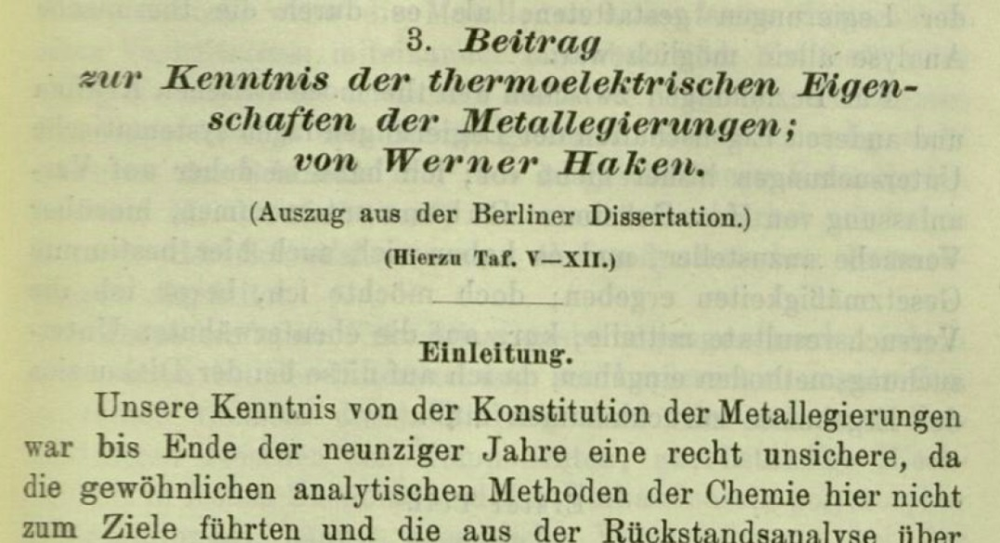 3. Beitrag
zur Kenntnis der thermoelektrischen Eigen-
schaften der Metallegierungen;
von Werner Haken.
(Auszug aus der Berliner Dissertation.)
(Hierzu Taf. V—XII.)
Einleitung.
Unsere Kenntnis von der Konstitution der Metallegierungen
war bis Ende der neunziger Jahre eine recht unsichere, da
die gewöhnlichen analytischen Methoden der Chemie hier nicht
zum Ziele führten und die aus der Rückstandsanalyse über